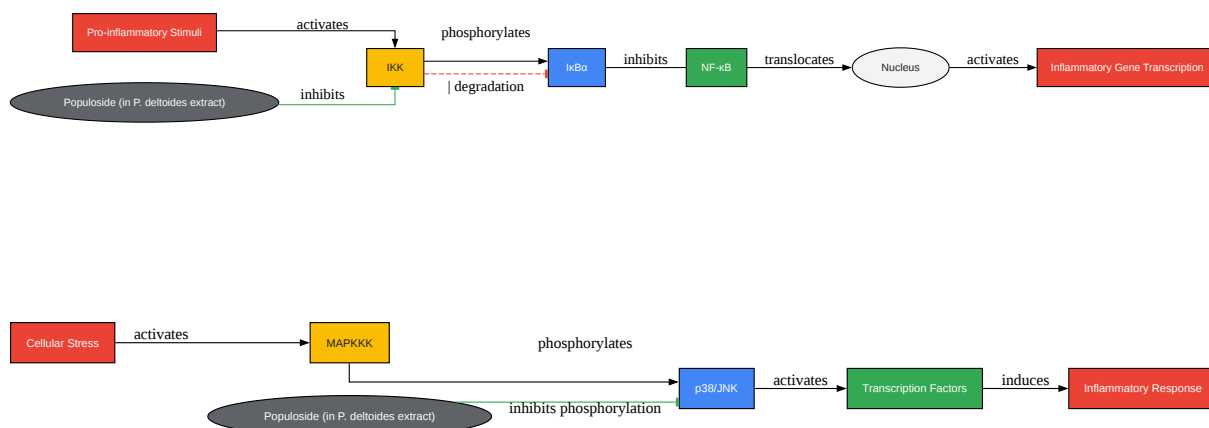 Pro-inflammatory Stimuli
activates
IKK
phosphorylates
| degradation
IκBα
inhibits
NF-κB
translocates
Nucleus
activates
Inflammatory Gene Transcription
Populoside (in P. deltoides extract)
inhibits
Cellular Stress
activates
MAPKKK
phosphorylates
p38/JNK
activates
Transcription Factors
induces
Inflammatory Response
Populoside (in P. deltoides extract)
inhibits phosphorylation